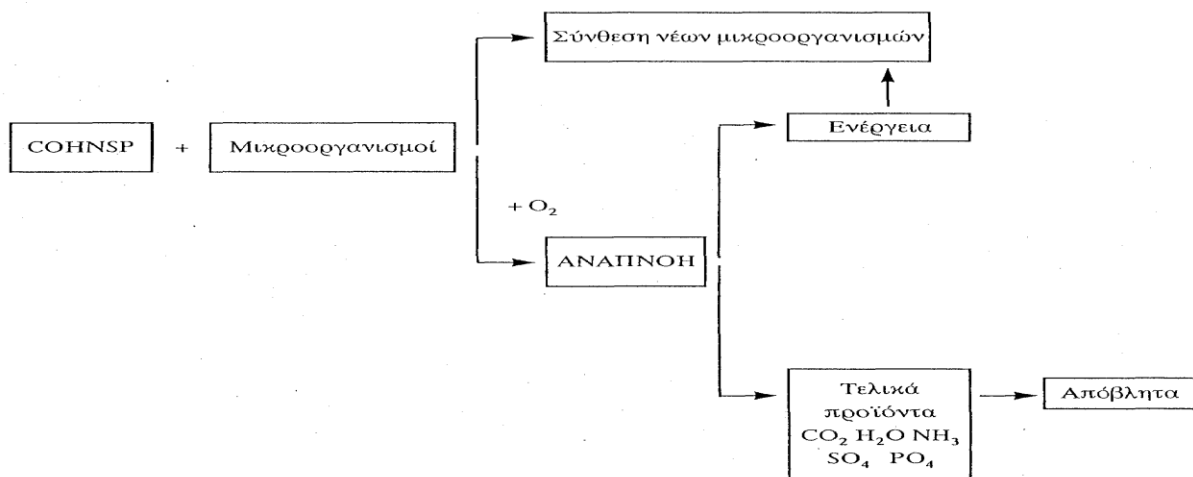 Σύνθεση νέων μικροοργανισμών
Ενέργεια
COHNSP + Μικροοργανισμοί
+ O₂
ΑΝΑΠΝΟΗ
Τελικά
προϊόντα
CO₂ H₂O NH₃
SO₄ PO₄
Απόβλητα